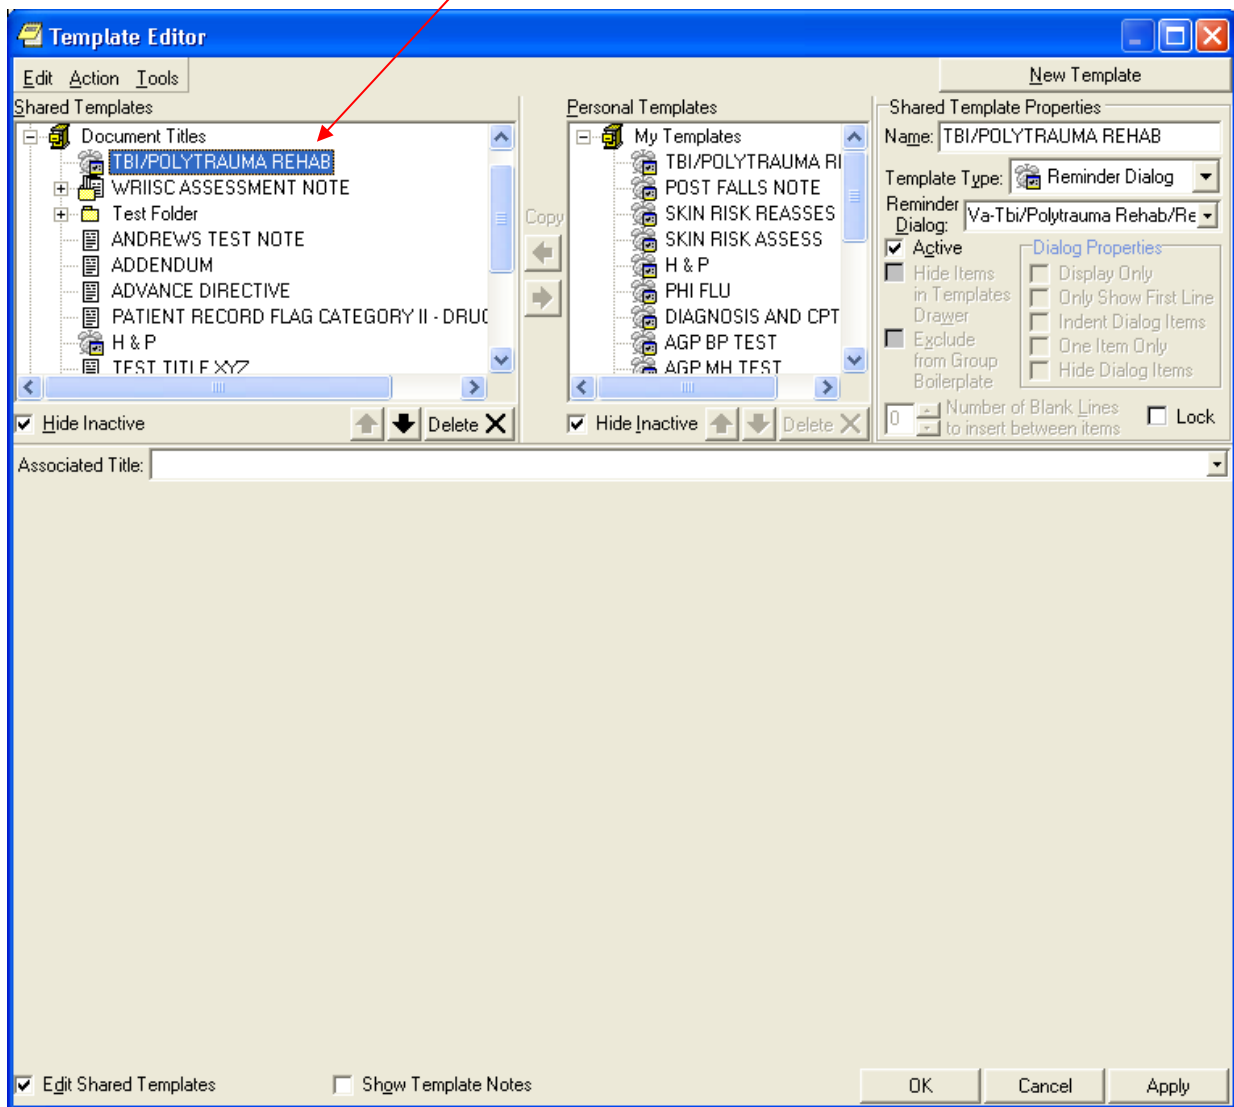 Template Editor
Edit Action Tools
New Template
Shared Templates
Document Titles
TBI/POLYTRAUMA REHAB
WRIISC ASSESSMENT NOTE
Test Folder
ANDREWS TEST NOTE
ADDENDUM
ADVANCE DIRECTIVE
PATIENT RECORD FLAG CATEGORY II - DRUG
H & P
TEST TITLE XYZ
Hide Inactive
Delete
Copy
Personal Templates
My Templates
TBI/POLYTRAUMA RI
POST FALLS NOTE
SKIN RISK REASSES
SKIN RISK ASSESS
H & P
PHI FLU
DIAGNOSIS AND CPT
AGP BP TEST
AGP MH TEST
Hide Inactive
Delete
Shared Template Properties
Name: TBI/POLYTRAUMA REHAB
Template Type: Reminder Dialog
Reminder
Dialog: Va-Tbi/Polytrauma Rehab/Re
Active
Hide Items
in Templates
Drawer
Exclude
from Group
Boilerplate
Dialog Properties
Display Only
Only Show First Line
Indent Dialog Items
One Item Only
Hide Dialog Items
0 Number of Blank Lines
to insert between items
Lock
Associated Title:
Edit Shared Templates
Show Template Notes
OK Cancel Apply